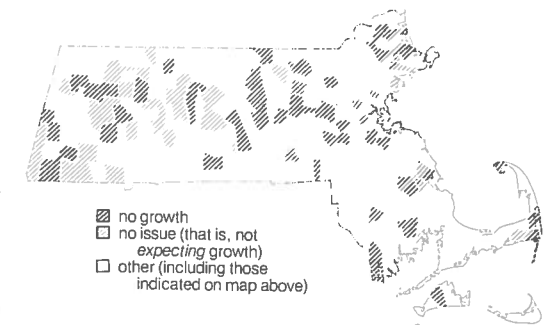 no growth
no issue (that is, not
expecting growth)
other (including those
indicated on map above)